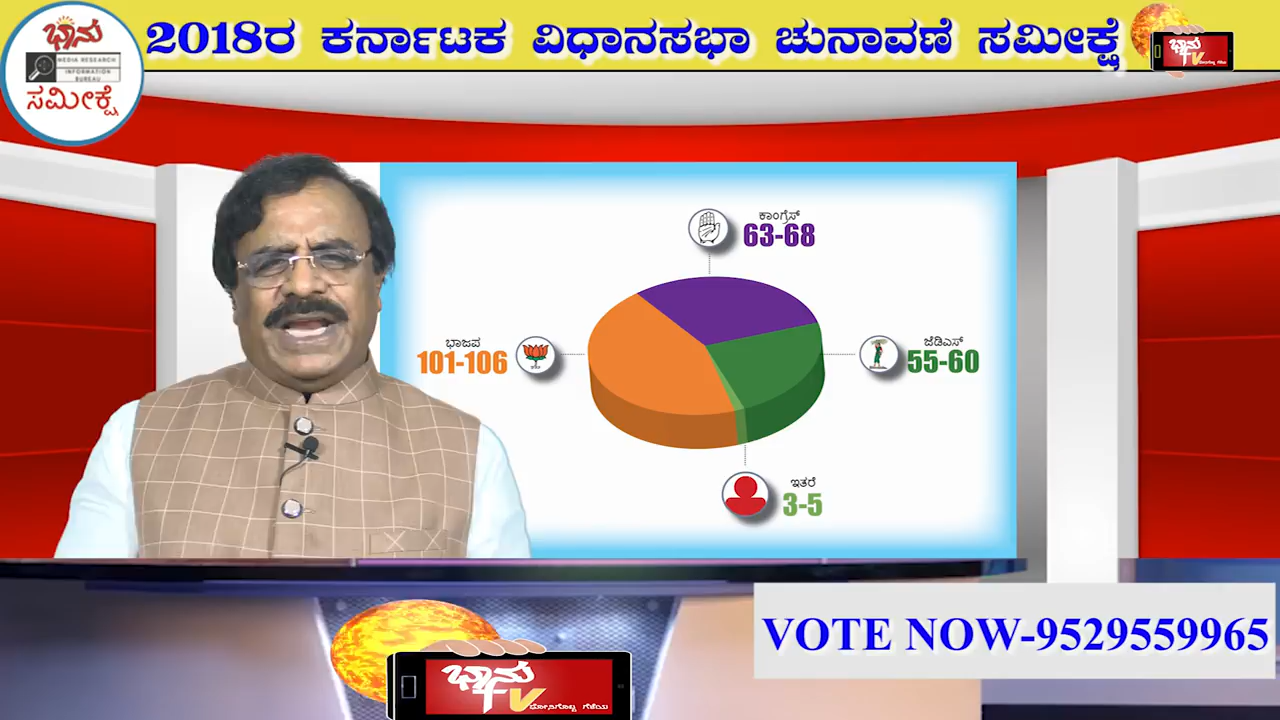 2018ರ ಕರ್ನಾಟಕ ವಿಧಾನಸಭಾ ಚುನಾವಣೆ ಸಮೀಕ್ಷೆ
ಭಾನು
MEDIA RESEARCH
INFORMATION
BUREAU
ಸಮೀಕ್ಷೆ
ಭಾನು
TV
ಕಾಂಗ್ರೆಸ್
63-68
ಭಾಜಪ
101-106
ಜೆಡಿಎಸ್
55-60
ಇತರೆ
3-5
VOTE NOW-9529559965
ಭಾನು
TV